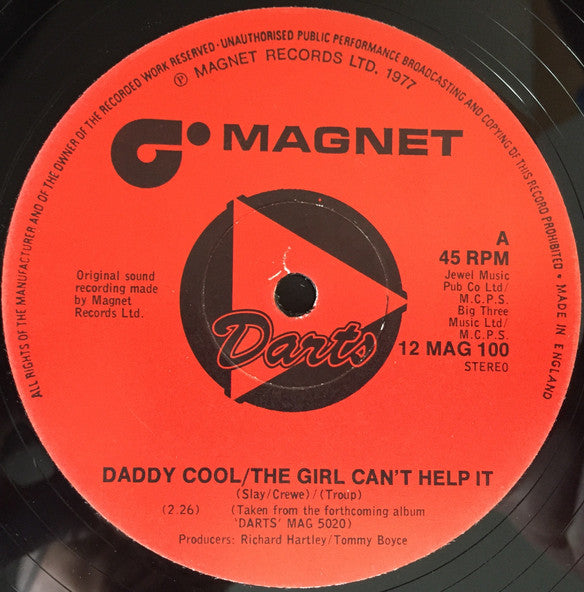 ALL RIGHTS OF THE MANUFACTURER AND OF THE OWNER OF THE RECORDED WORK RESERVED · UNAUTHORISED PUBLIC PERFORMANCE BROADCASTING AND COPYING OF THIS RECORD PROHIBITED · MADE IN ENGLAND
Ⓟ MAGNET RECORDS LTD. 1977
MAGNET
A
45 RPM
Jewel Music
Pub Co Ltd/
M.C.P.S.
Big Three
Music Ltd/
M.C.P.S.
12 MAG 100
STEREO
Original sound
recording made
by Magnet
Records Ltd.
Darts
DADDY COOL/THE GIRL CAN'T HELP IT
(Slay/Crewe)/(Troup)
(2.26) (Taken from the forthcoming album
'DARTS' MAG 5020)
Producers: Richard Hartley/Tommy Boyce